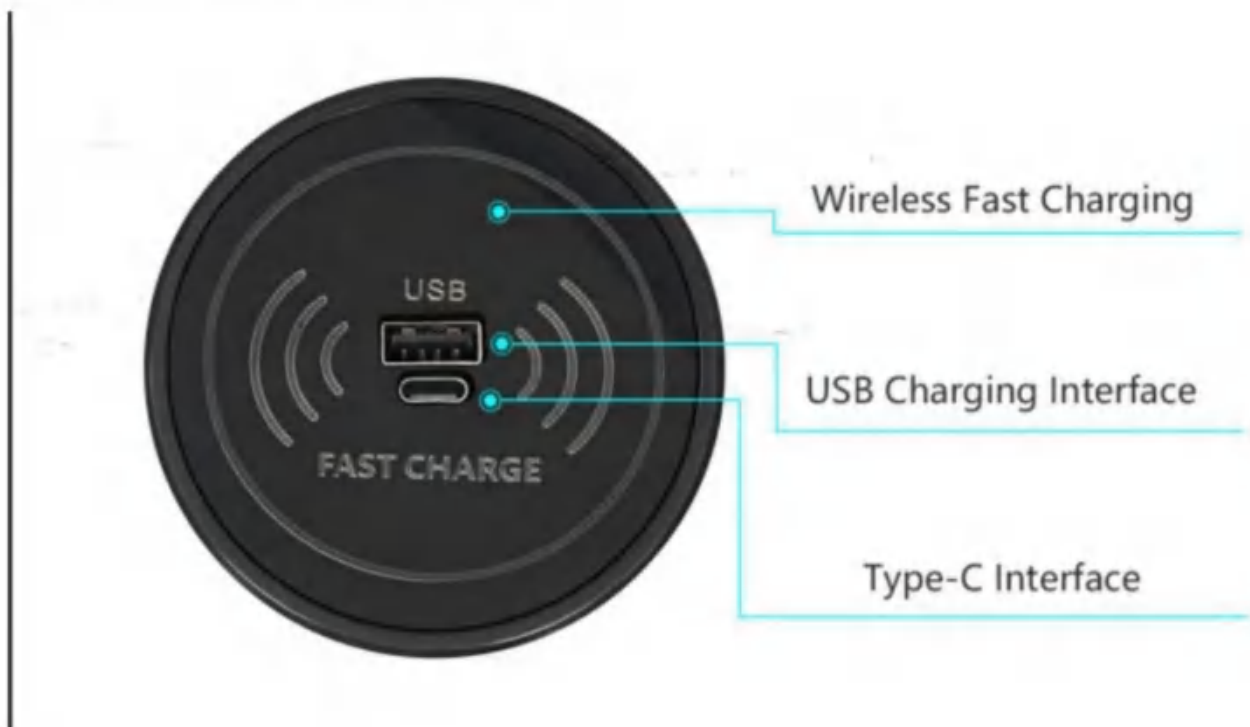 Wireless Fast Charging
USB
USB Charging Interface
FAST CHARGE
Type-C Interface